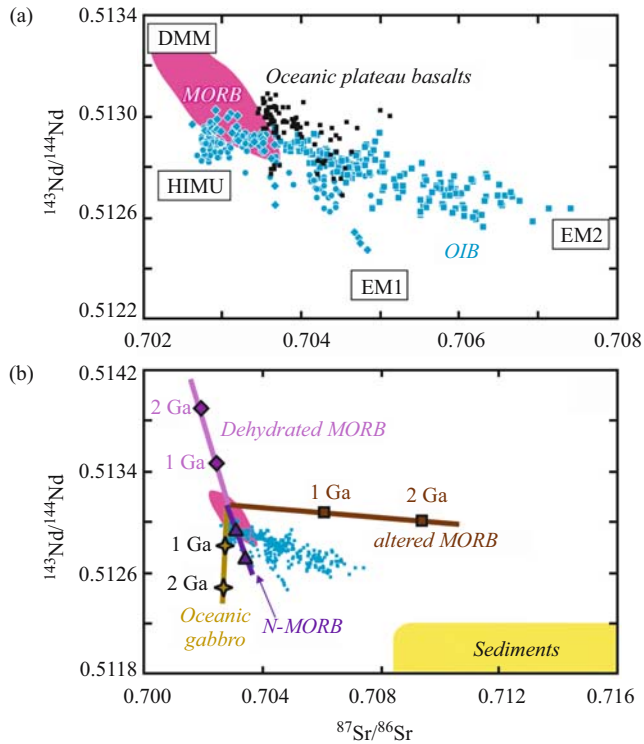 (a)
0.5134
DMM
Oceanic plateau basalts
MORB
0.5130
¹⁴³Nd/¹⁴⁴Nd
HIMU
0.5126
EM2
OIB
EM1
0.5122
0.702
0.704
0.706
0.708
(b)
0.5142
2 Ga
Dehydrated MORB
0.5134
1 Ga
1 Ga
2 Ga
¹⁴³Nd/¹⁴⁴Nd
altered MORB
1 Ga
0.5126
2 Ga
Oceanic
gabbro
N-MORB
Sediments
0.5118
0.700
0.704
0.708
0.712
0.716
⁸⁷Sr/⁸⁶Sr